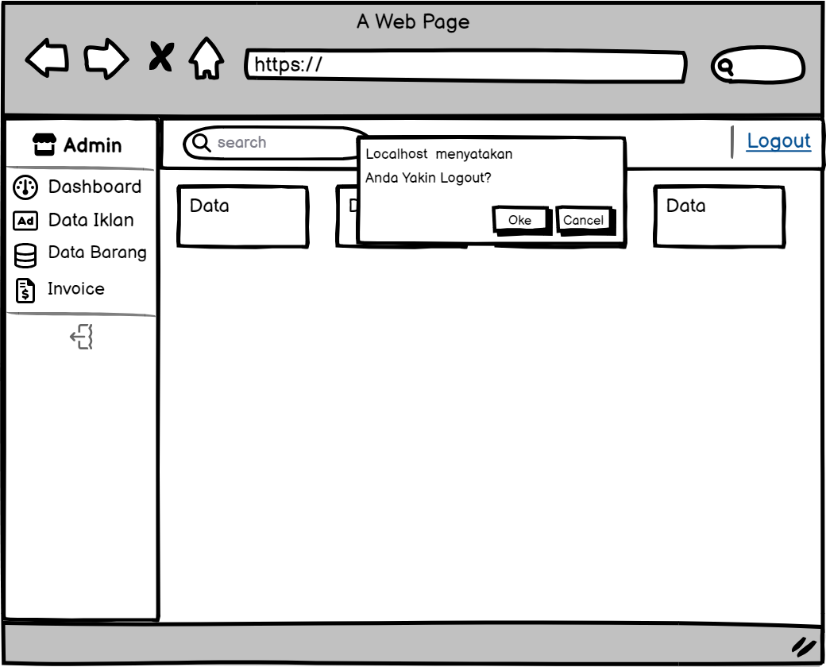 A Web Page
https://
Admin
search
Logout
Localhost menyatakan
Anda Yakin Logout?
Oke
Cancel
Dashboard
Ad
Data Iklan
Data Barang
Invoice
Data
Data